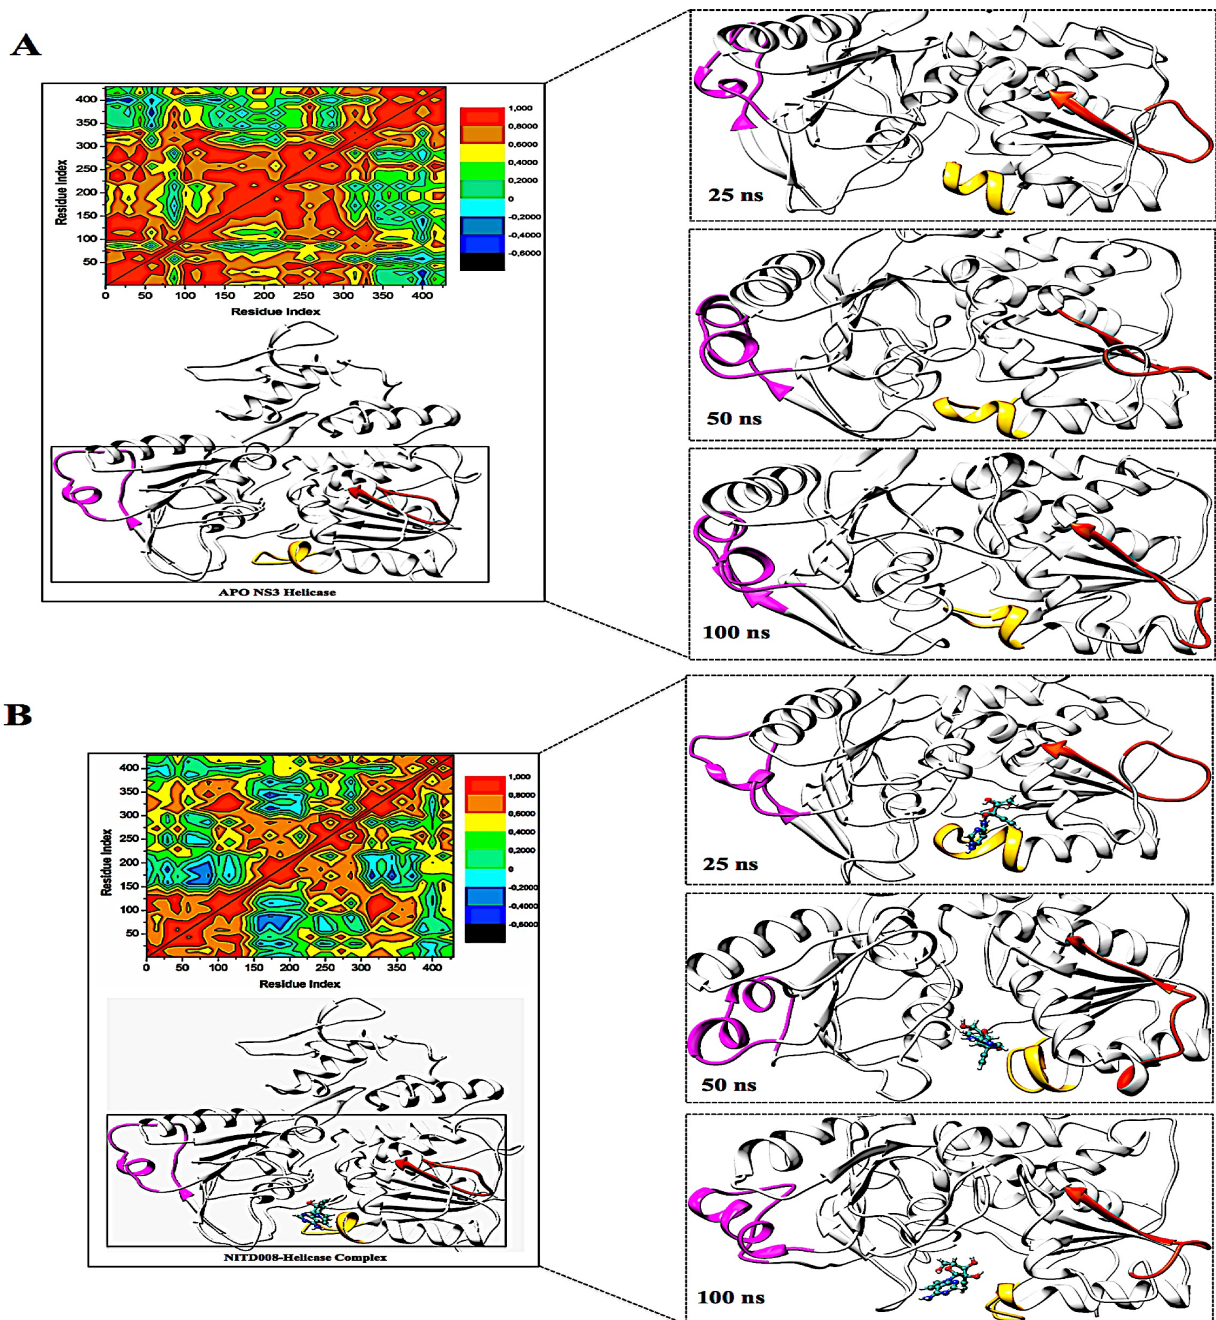 A
400
350
300
250
200
150
100
50
Residue Index
0 50 100 150 200 250 300 350 400
Residue Index
1,000
0,8000
0,6000
0,4000
0,2000
0
-0,2000
-0,4000
-0,6000
APO NS3 Helicase
25 ns
50 ns
100 ns
B
400
350
300
250
200
150
100
50
Residue Index
0 50 100 150 200 250 300 350 400
Residue Index
1,000
0,8000
0,6000
0,4000
0,2000
0
-0,2000
-0,4000
-0,6000
NITD008-Helicase Complex
25 ns
50 ns
100 ns